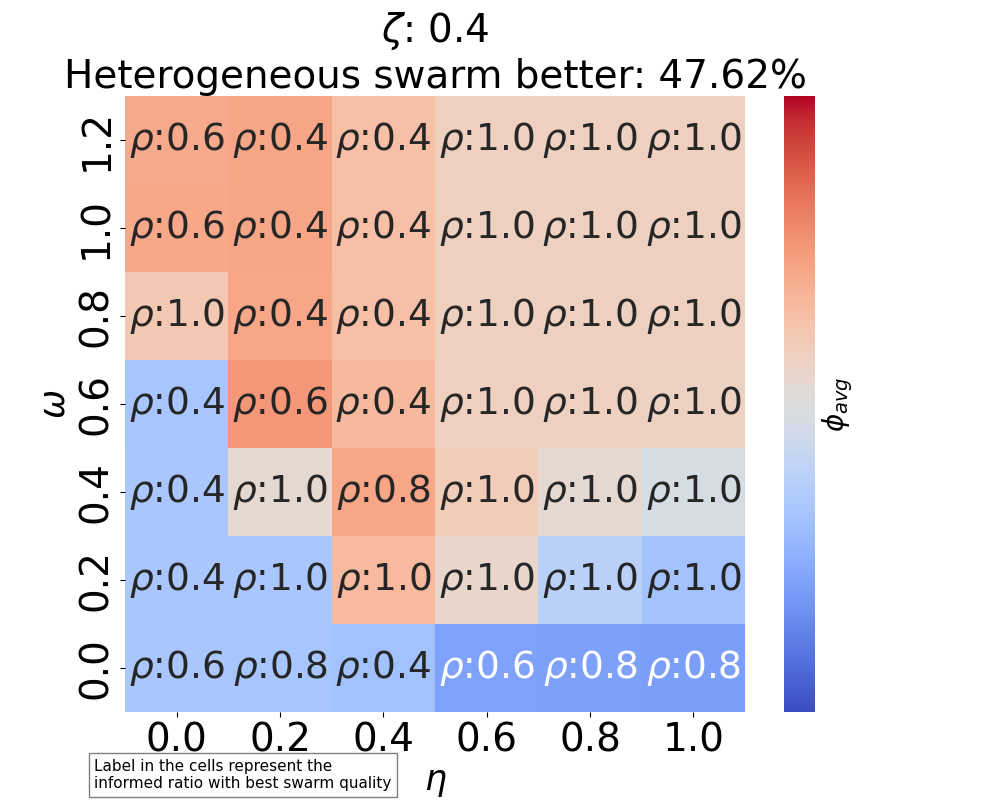 ζ: 0.4
Heterogeneous swarm better: 47.62%
1.2 ρ:0.6 ρ:0.4 ρ:0.4 ρ:1.0 ρ:1.0 ρ:1.0
1.0 ρ:0.6 ρ:0.4 ρ:0.4 ρ:1.0 ρ:1.0 ρ:1.0
0.8 ρ:1.0 ρ:0.4 ρ:0.4 ρ:1.0 ρ:1.0 ρ:1.0
0.6 ρ:0.4 ρ:0.6 ρ:0.4 ρ:1.0 ρ:1.0 ρ:1.0
0.4 ρ:0.4 ρ:1.0 ρ:0.8 ρ:1.0 ρ:1.0 ρ:1.0
0.2 ρ:0.4 ρ:1.0 ρ:1.0 ρ:1.0 ρ:1.0 ρ:1.0
0.0 ρ:0.6 ρ:0.8 ρ:0.4 ρ:0.6 ρ:0.8 ρ:0.8
ω
ϕavg
0.0 0.2 0.4 0.6 0.8 1.0
η
Label in the cells represent the
informed ratio with best swarm quality